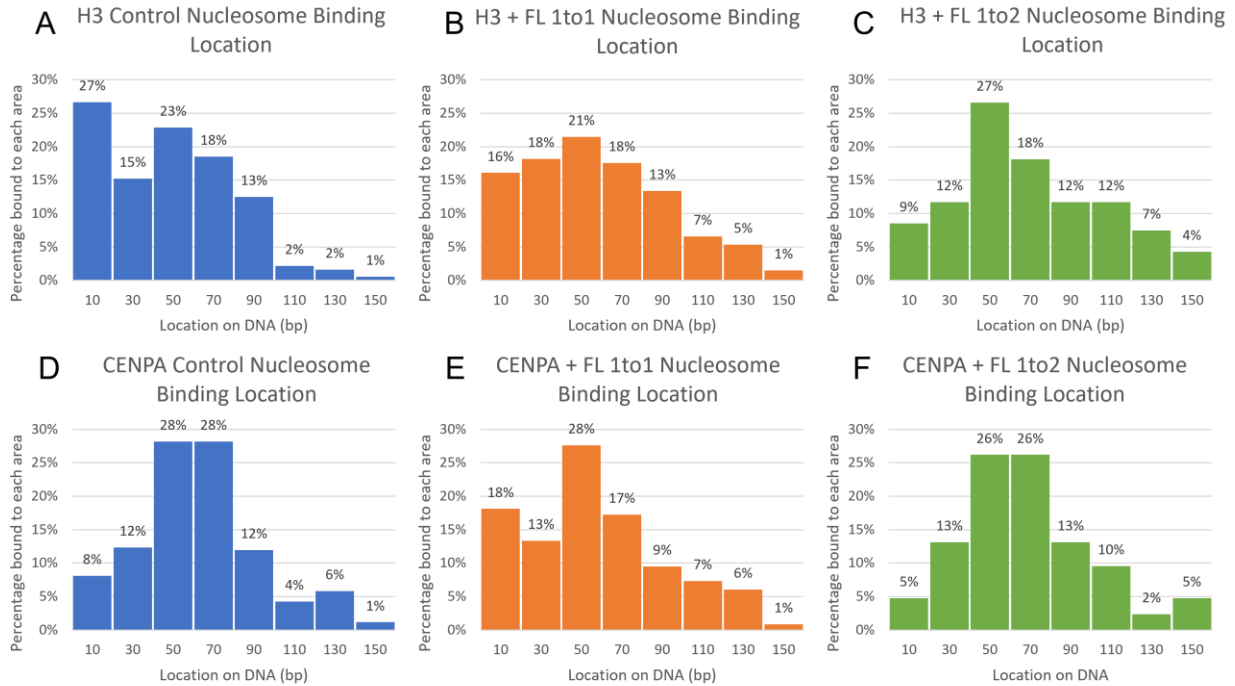 A
H3 Control Nucleosome Binding
Location
Percentage bound to each area
30%
25%
20%
15%
10%
5%
0%
27%
15%
23%
18%
13%
2%
2%
1%
10 30 50 70 90 110 130 150
Location on DNA (bp)
B
H3 + FL 1to1 Nucleosome Binding
Location
Percentage bound to each area
30%
25%
20%
15%
10%
5%
0%
16%
18%
21%
18%
13%
7%
5%
1%
10 30 50 70 90 110 130 150
Location on DNA (bp)
C
H3 + FL 1to2 Nucleosome Binding
Location
Percentage bound to each area
30%
25%
20%
15%
10%
5%
0%
9%
12%
27%
18%
12%
12%
7%
4%
10 30 50 70 90 110 130 150
Location on DNA (bp)
D
CENPA Control Nucleosome
Binding Location
Percentage bound to each area
30%
25%
20%
15%
10%
5%
0%
8%
12%
28%
28%
12%
4%
6%
1%
10 30 50 70 90 110 130 150
Location on DNA (bp)
E
CENPA + FL 1to1 Nucleosome
Binding Location
Percentage bound to each area
30%
25%
20%
15%
10%
5%
0%
18%
13%
28%
17%
9%
7%
6%
1%
10 30 50 70 90 110 130 150
Location on DNA (bp)
F
CENPA + FL 1to2 Nucleosome
Binding Location
Percentage bound to each area
30%
25%
20%
15%
10%
5%
0%
5%
13%
26%
26%
13%
10%
2%
5%
10 30 50 70 90 110 130 150
Location on DNA